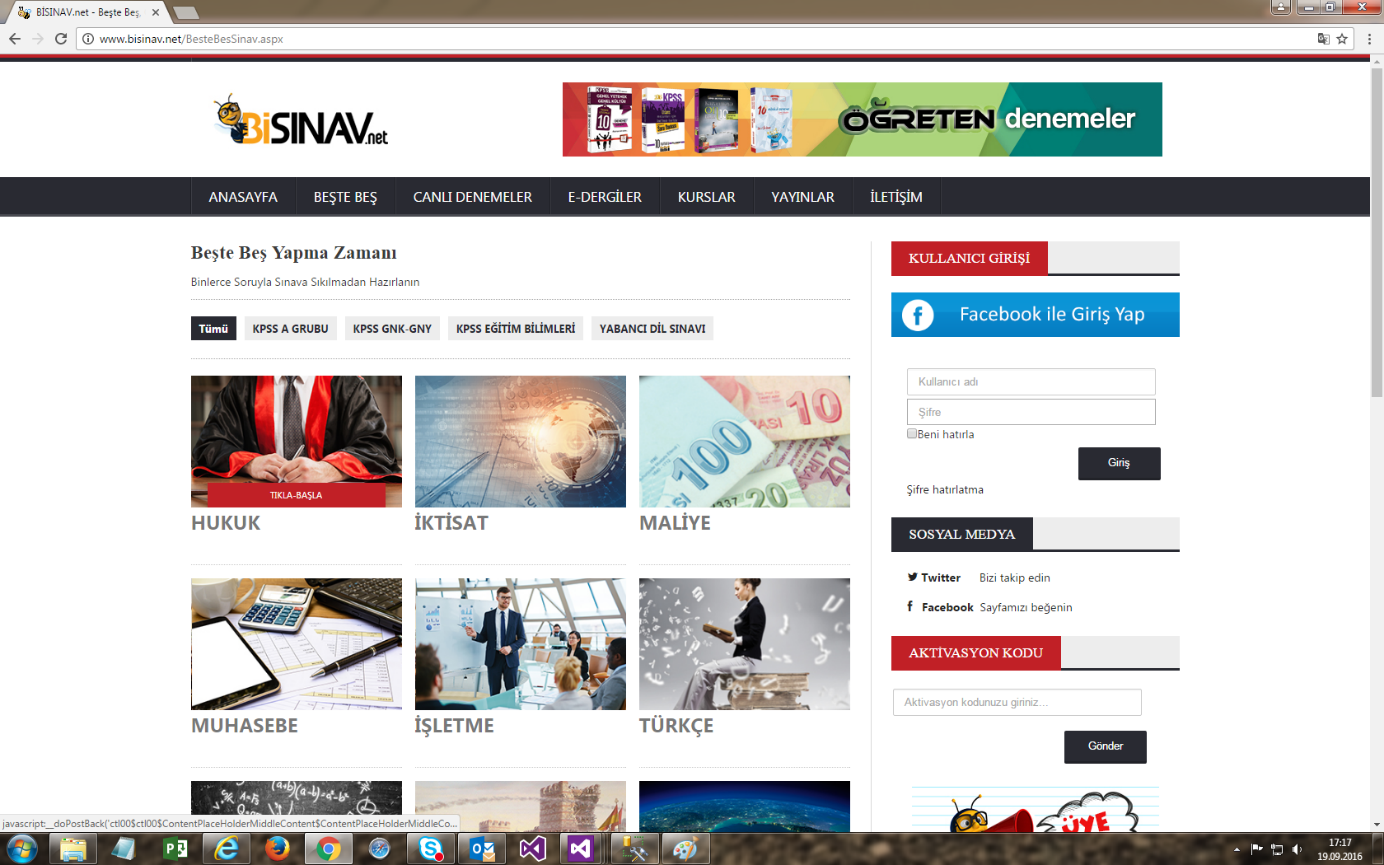 BİSINAV.net - Beşte Beş
www.bisinav.net/BesteBesSinav.aspx
BiSINAV.net
ÖĞRETEN denemeler
ANASAYFA
BEŞTE BEŞ
CANLI DENEMELER
E-DERGİLER
KURSLAR
YAYINLAR
İLETİŞİM
Beşte Beş Yapma Zamanı
Binlerce Soruyla Sınava Sıkılmadan Hazırlanın
Tümü
KPSS A GRUBU
KPSS GNK-GNY
KPSS EĞİTİM BİLİMLERİ
YABANCI DİL SINAVI
TIKLA-BAŞLA
HUKUK
İKTİSAT
MALİYE
MUHASEBE
İŞLETME
TÜRKÇE
KULLANICI GİRİŞİ
Facebook ile Giriş Yap
Kullanıcı adı
Şifre
Beni hatırla
Giriş
Şifre hatırlatma
SOSYAL MEDYA
Twitter Bizi takip edin
Facebook Sayfamızı beğenin
AKTİVASYON KODU
Aktivasyon kodunuzu giriniz...
Gönder
ÜYE
javascript:__doPostBack('ctl00$ctl00$ContentPlaceHolderMiddleContent$ContentPlaceHolderMiddleCo...
17:17
19.09.2016